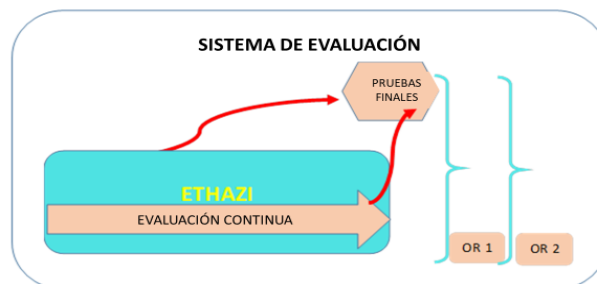 SISTEMA DE EVALUACIÓN
PRUEBAS
FINALES
ETHAZI
EVALUACIÓN CONTINUA
OR 1
OR 2